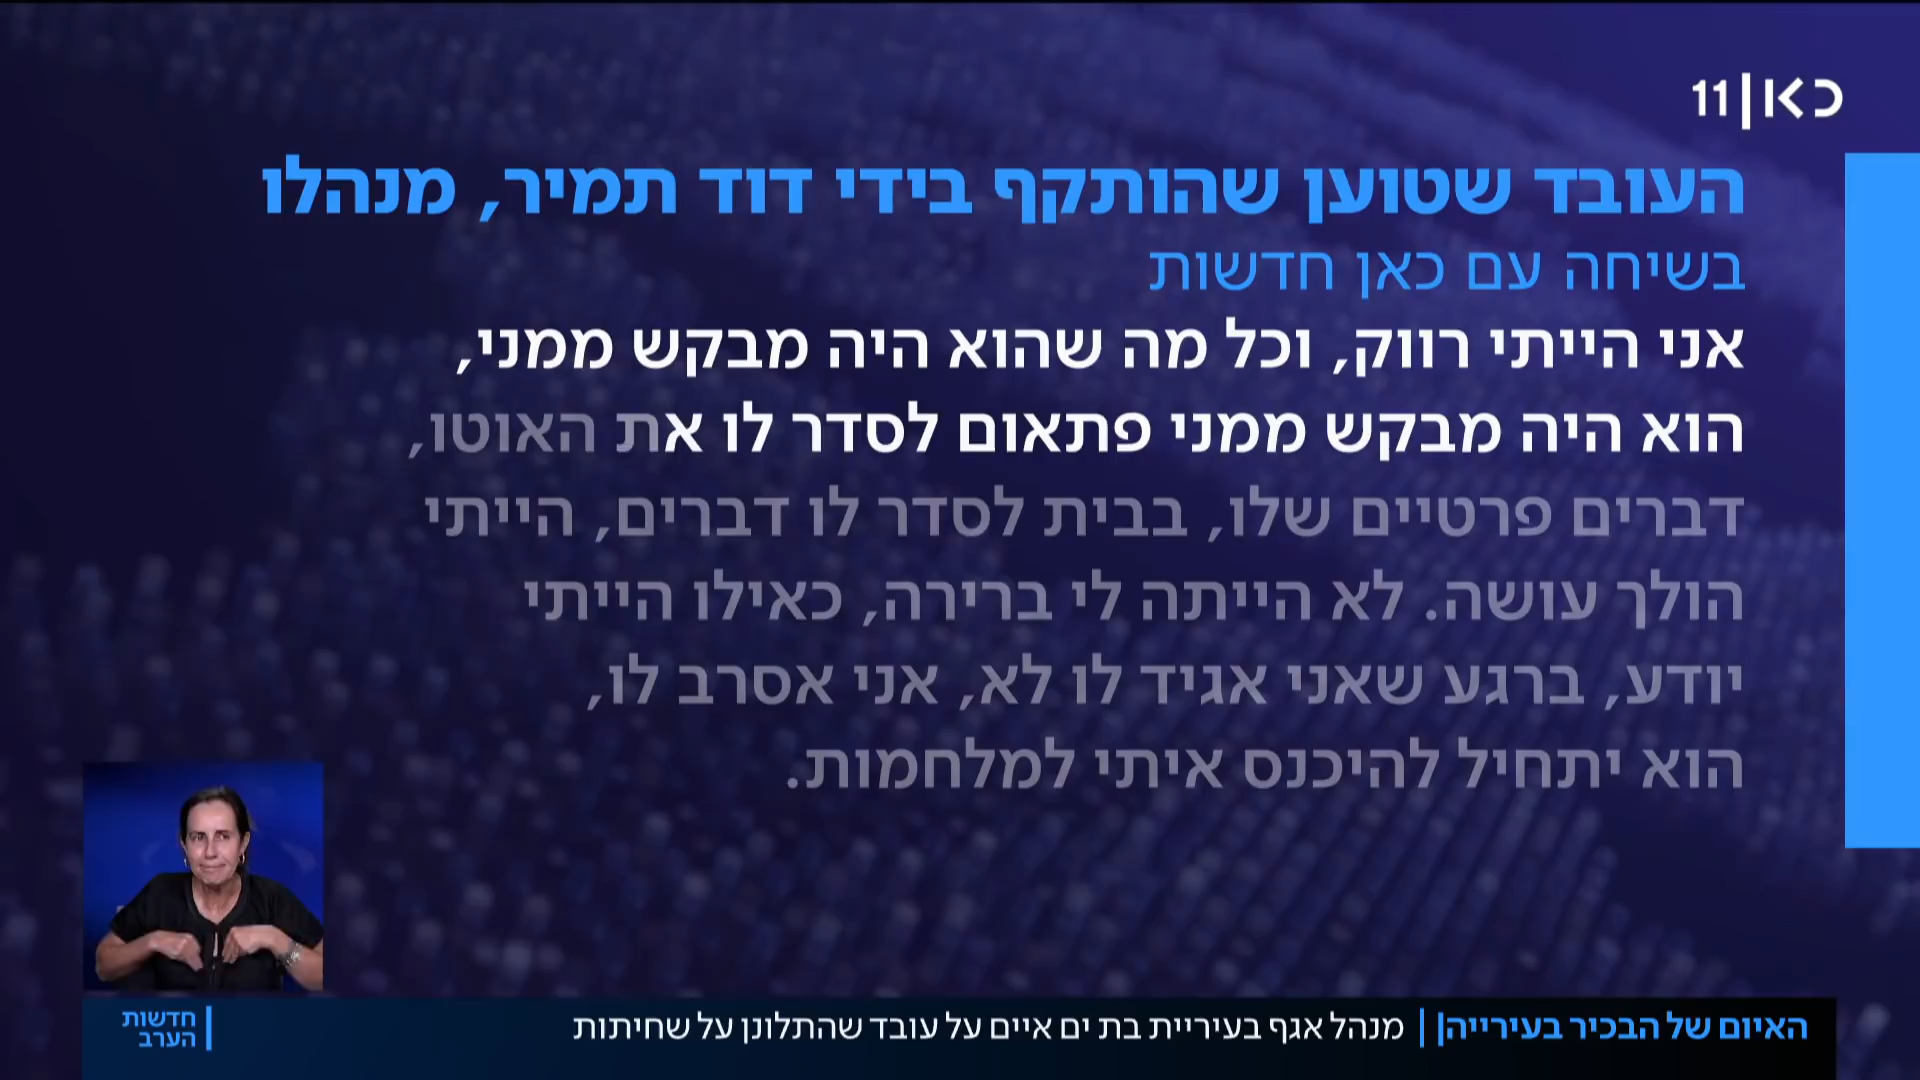 כאן|11
העובד שטוען שהותקף בידי דוד תמיר, מנהלו
בשיחה עם כאן חדשות
אני הייתי רווק, וכל מה שהוא היה מבקש ממני,
הוא היה מבקש ממני פתאום לסדר לו את האוטו,
דברים פרטיים שלו, בבית לסדר לו דברים, הייתי
הולך עושה. לא הייתה לי ברירה, כאילו הייתי
יודע, ברגע שאני אגיד לו לא, אני אסרב לו,
הוא יתחיל להיכנס איתי למלחמות.
האיום של הבכיר בעירייה|| מנהל אגף בעיריית בת ים איים על עובד שהתלונן על שחיתות
חדשות
הערב